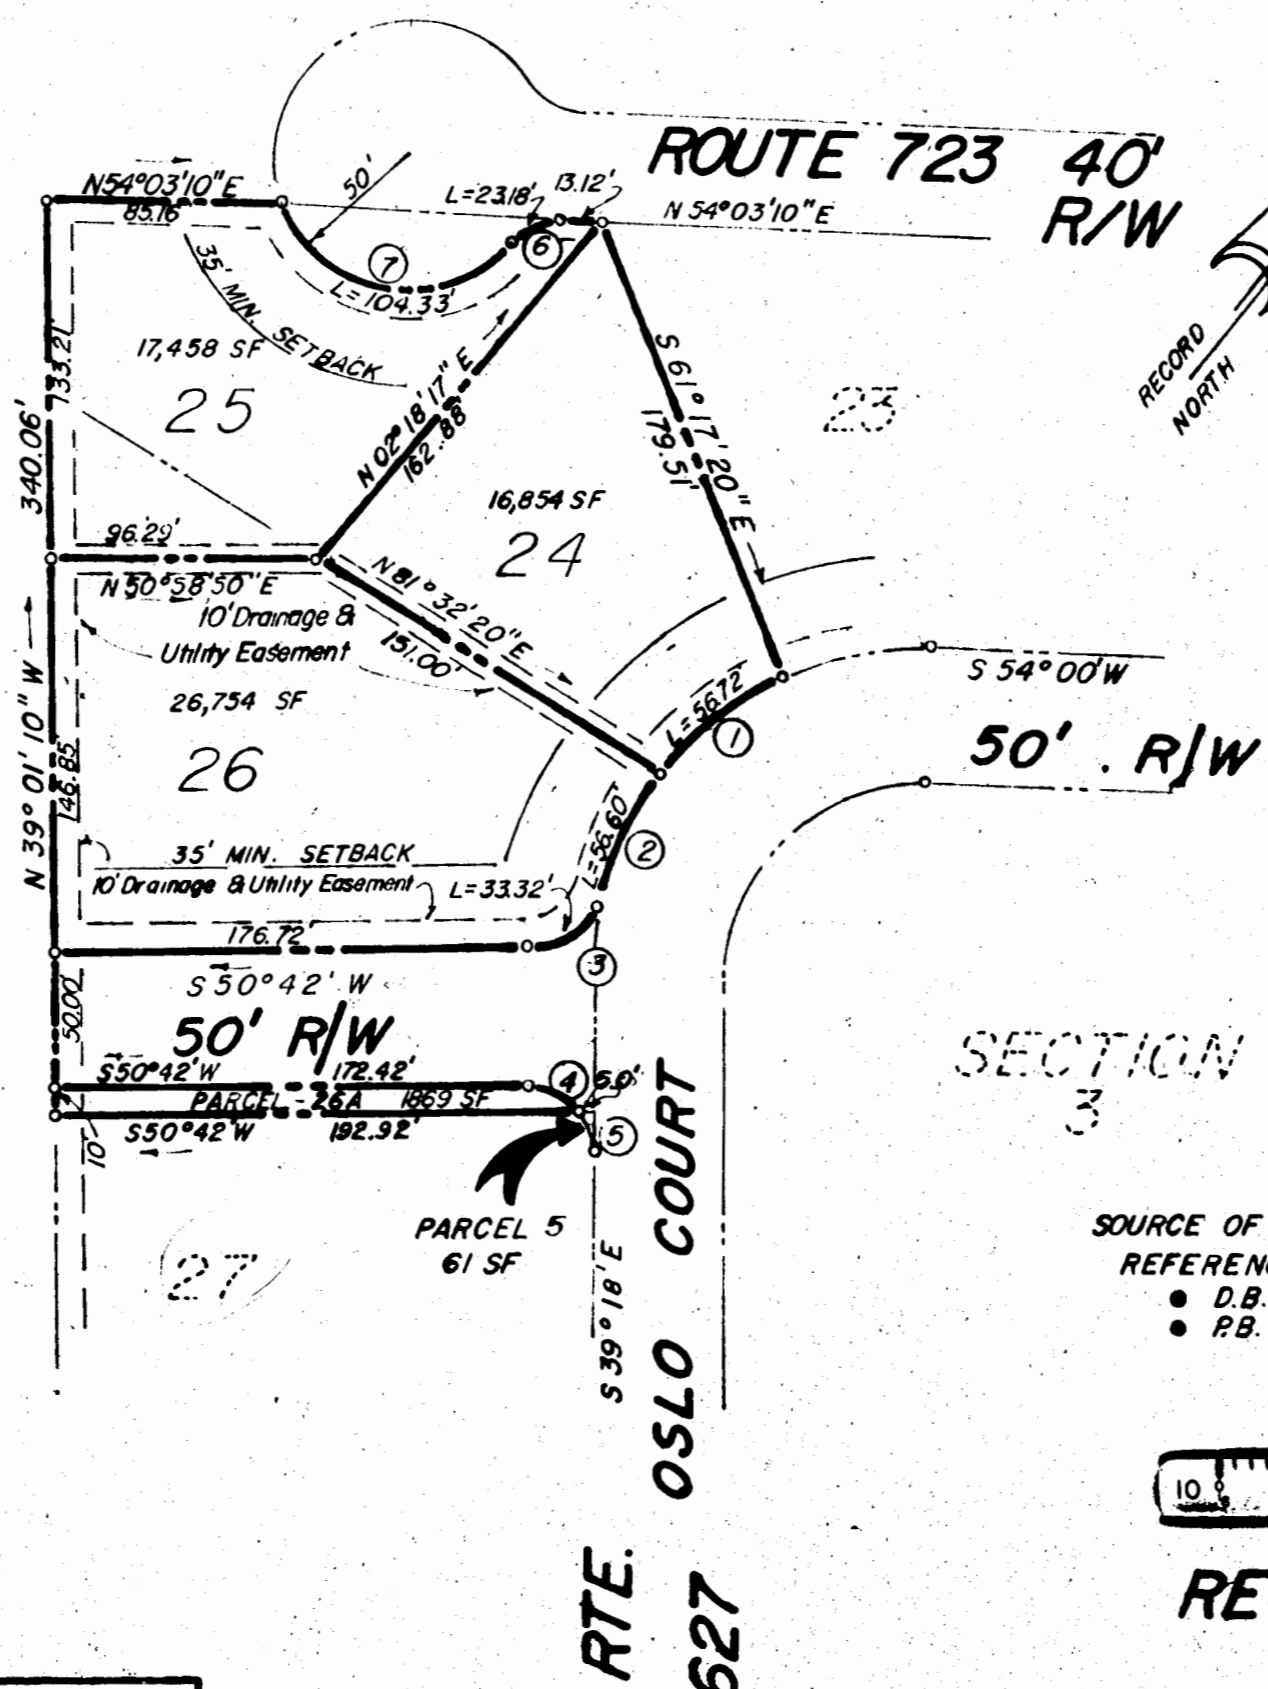 ROUTE 723 40'
R/W
50'
13.12'
L=23.18'
N54°03'10"E
85.16
N 54°03'10"E
6
7
L=104.33'
35' MIN. SETBACK
RECORD
NORTH
17,458 SF
25
133.21'
340.06'
N 02°18'17" E
162.88'
S 61°17'20" E
179.51'
23
16,854 SF
24
96.29'
N 50°58'50"E
N 81°32'20"E
151.00'
10' Drainage &
Utility Easement
26,754 SF
26
N 39° 01' 10" W
146.85'
L=56.72'
1
S 54°00'W
50'. R/W
L=56.60'
2
35' MIN. SETBACK
10' Drainage & Utility Easement
L=33.32'
176.72'
3
S 50°42' W
50.00'
50' R/W
S50°42'W
172.42'
4
5.0'
PARCEL - 26A 1869 SF
S50°42'W
192.92'
5
10'
SECTION
3
PARCEL 5
61 SF
27
S 39°18' E
OSLO COURT
RTE.
627
SOURCE OF
REFEREN
● D.B.
● P.B.
10
RE